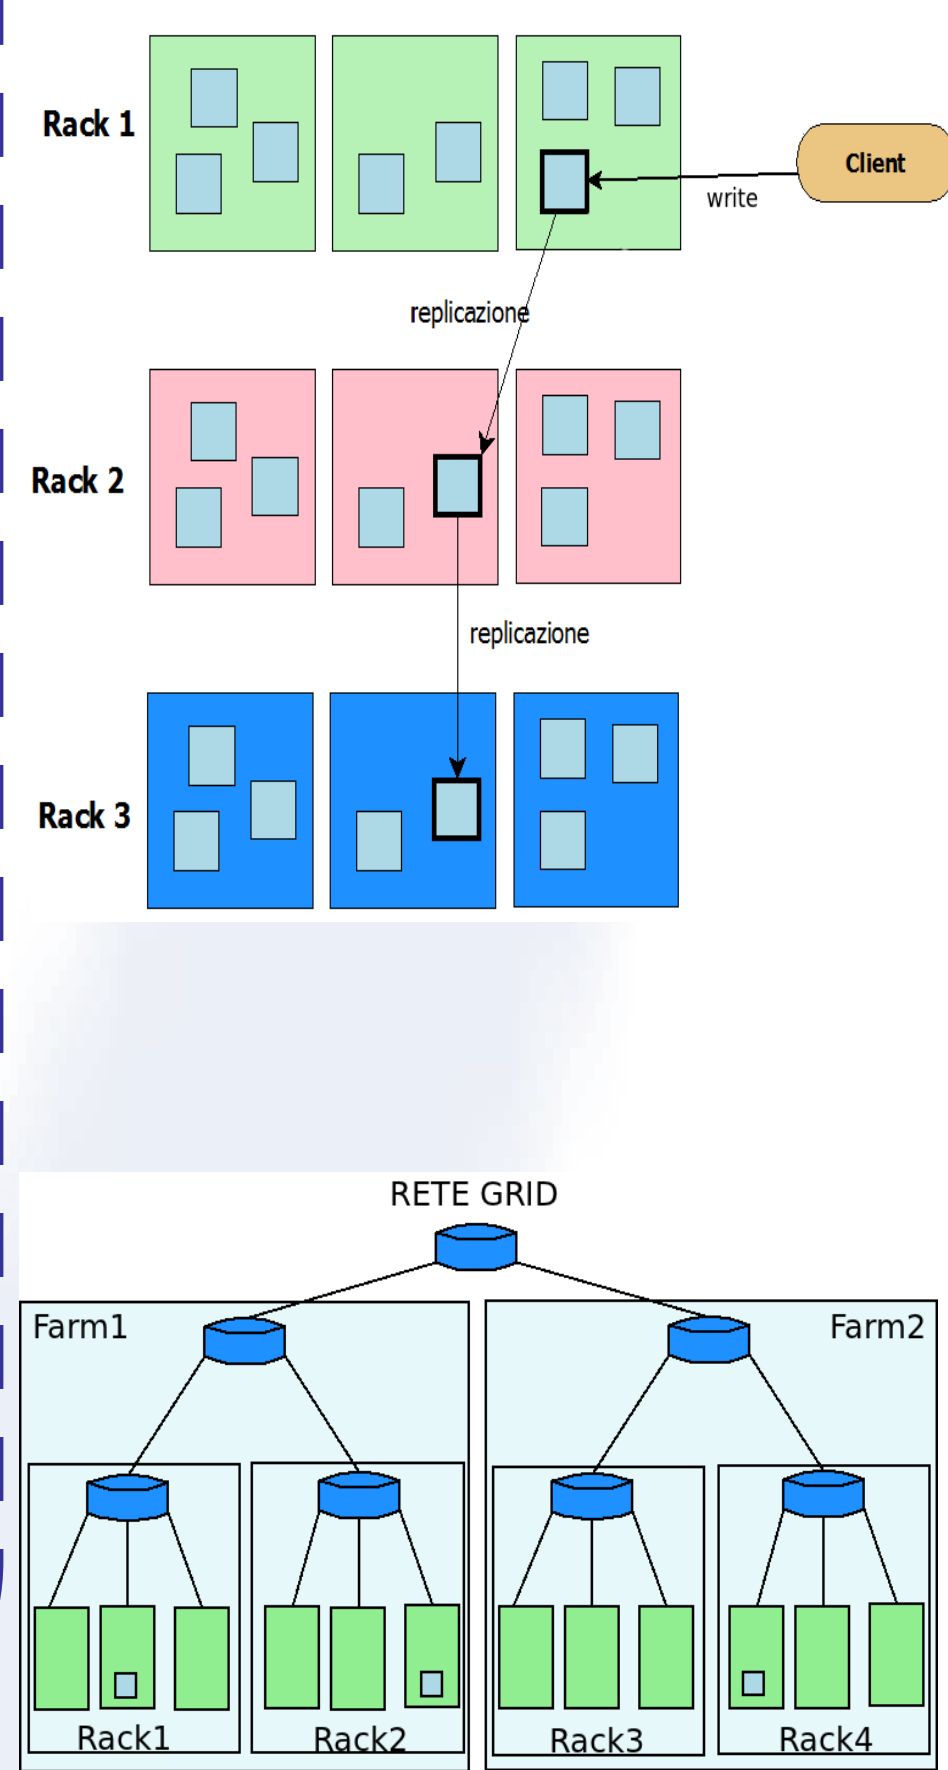 Rack 1
Client
write
replicazione
Rack 2
replicazione
Rack 3
RETE GRID
Farm1
Farm2
Rack1
Rack2
Rack3
Rack4